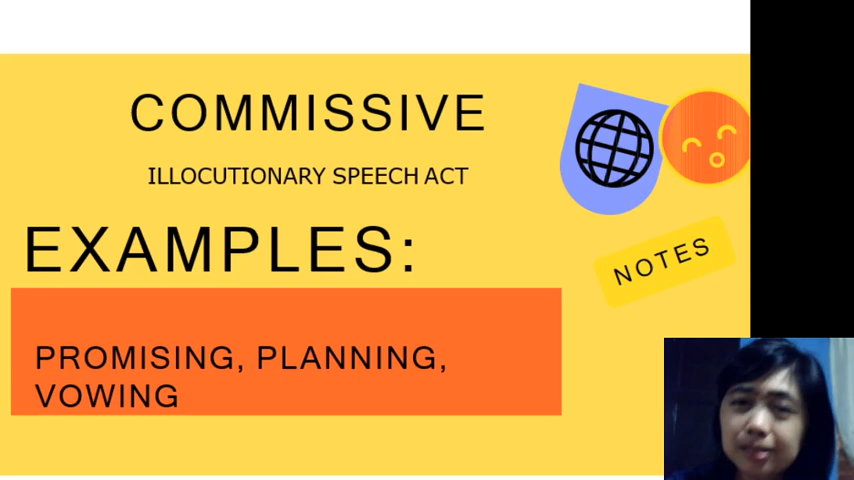 COMMISSIVE
ILLOCUTIONARY SPEECH ACT
EXAMPLES:
NOTES
PROMISING, PLANNING,
VOWING